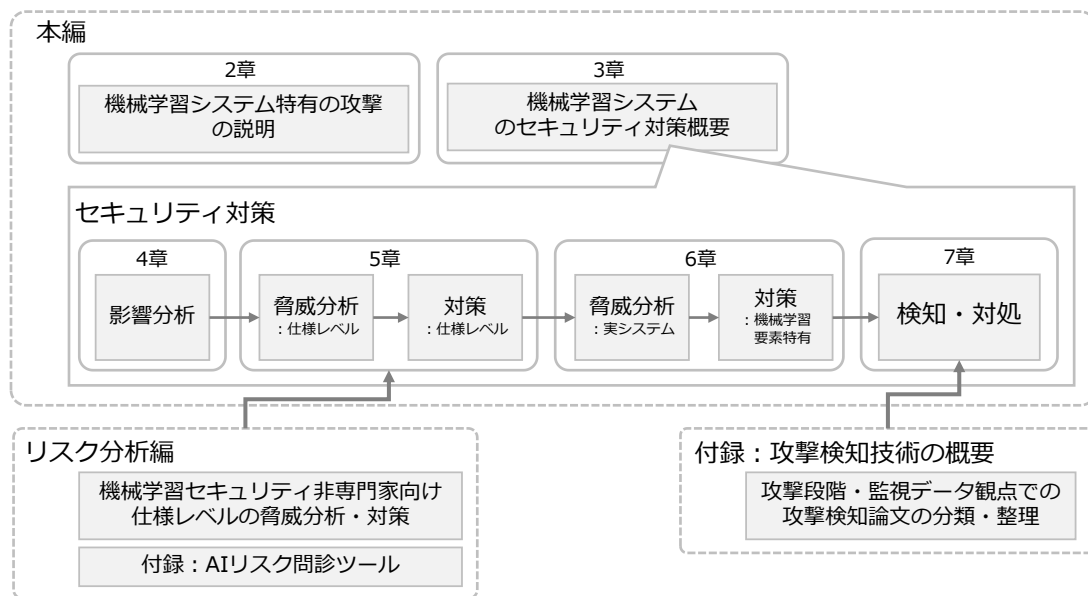 本編
2章
機械学習システム特有の攻撃
の説明
3章
機械学習システム
のセキュリティ対策概要
セキュリティ対策
4章
影響分析
5章
脅威分析
：仕様レベル
対策
：仕様レベル
6章
脅威分析
：実システム
対策
：機械学習
要素特有
7章
検知・対処
リスク分析編
機械学習セキュリティ非専門家向け
仕様レベルの脅威分析・対策
付録：AIリスク問診ツール
付録：攻撃検知技術の概要
攻撃段階・監視データ観点での
攻撃検知論文の分類・整理